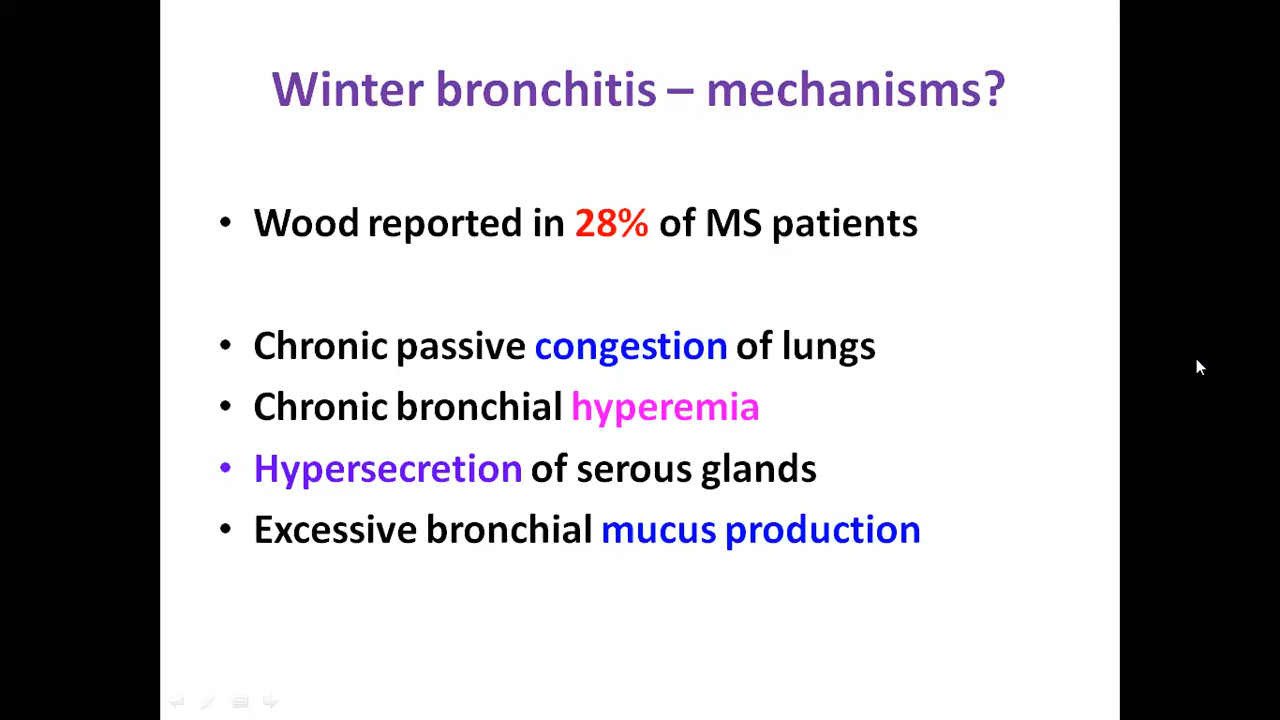 Winter bronchitis – mechanisms?
• Wood reported in 28% of MS patients
• Chronic passive congestion of lungs
• Chronic bronchial hyperemia
• Hypersecretion of serous glands
• Excessive bronchial mucus production